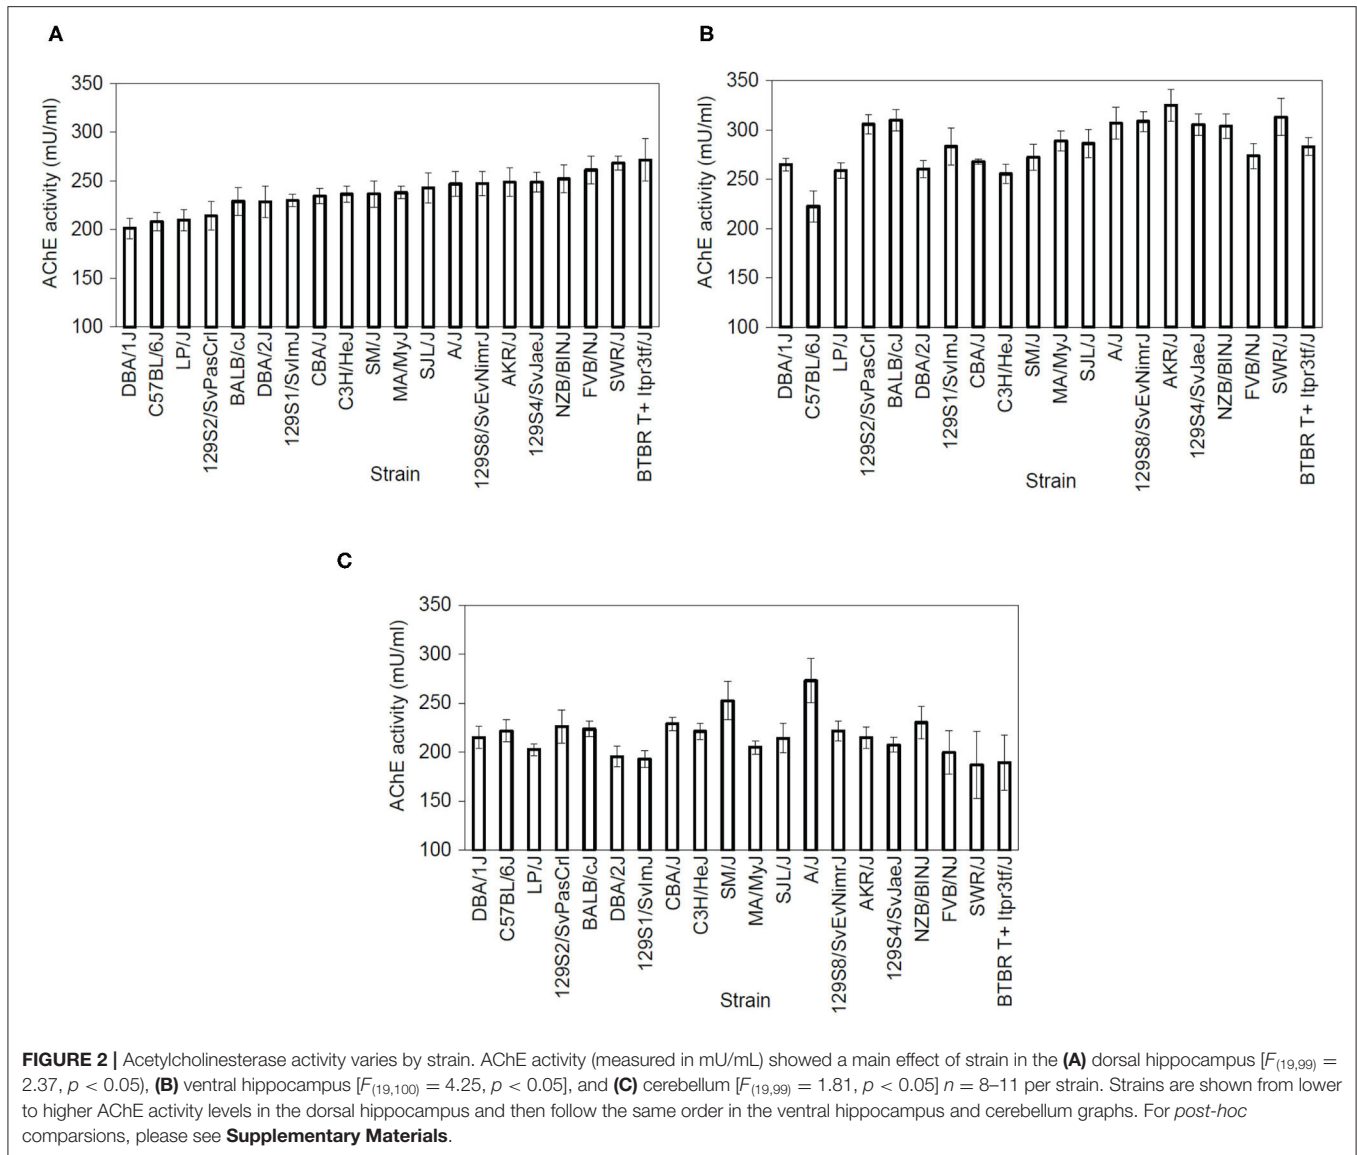 A
350
300
250
200
150
100
AChE activity (mU/ml)
DBA/1J
C57BL/6J
LP/J
129S2/SvPasCrl
BALB/cJ
DBA/2J
129S1/SvImJ
CBA/J
C3H/HeJ
SM/J
MA/MyJ
SJL/J
A/J
129S8/SvEvNimrJ
AKR/J
129S4/SvJaeJ
NZB/BINJ
FVB/NJ
SWR/J
BTBR T+ Itpr3tf/J
Strain
B
350
300
250
200
150
100
AChE activity (mU/ml)
DBA/1J
C57BL/6J
LP/J
129S2/SvPasCrl
BALB/cJ
DBA/2J
129S1/SvImJ
CBA/J
C3H/HeJ
SM/J
MA/MyJ
SJL/J
A/J
129S8/SvEvNimrJ
AKR/J
129S4/SvJaeJ
NZB/BINJ
FVB/NJ
SWR/J
BTBR T+ Itpr3tf/J
Strain
C
350
300
250
200
150
100
AChE activity (mU/ml)
DBA/1J
C57BL/6J
LP/J
129S2/SvPasCrl
BALB/cJ
DBA/2J
129S1/SvImJ
CBA/J
C3H/HeJ
SM/J
MA/MyJ
SJL/J
A/J
129S8/SvEvNimrJ
AKR/J
129S4/SvJaeJ
NZB/BINJ
FVB/NJ
SWR/J
BTBR T+ Itpr3tf/J
Strain
FIGURE 2 | Acetylcholinesterase activity varies by strain. AChE activity (measured in mU/mL) showed a main effect of strain in the (A) dorsal hippocampus [F(19,99) =
2.37, p < 0.05), (B) ventral hippocampus [F(19,100) = 4.25, p < 0.05], and (C) cerebellum [F(19,99) = 1.81, p < 0.05] n = 8–11 per strain. Strains are shown from lower
to higher AChE activity levels in the dorsal hippocampus and then follow the same order in the ventral hippocampus and cerebellum graphs. For post-hoc
comparsions, please see Supplementary Materials.